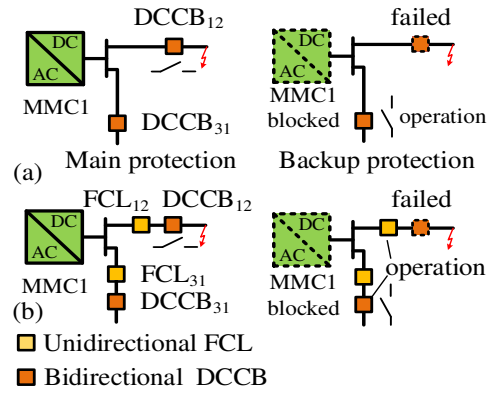 DCCB12 failed
DC DC
AC AC
MMC1 MMC1
blocked operation
DCCB31
Main protection Backup protection
(a)
FCL12 DCCB12 failed
DC DC
AC AC
operation
MMC1 FCL31 MMC1
(b) DCCB31 blocked
Unidirectional FCL
Bidirectional DCCB